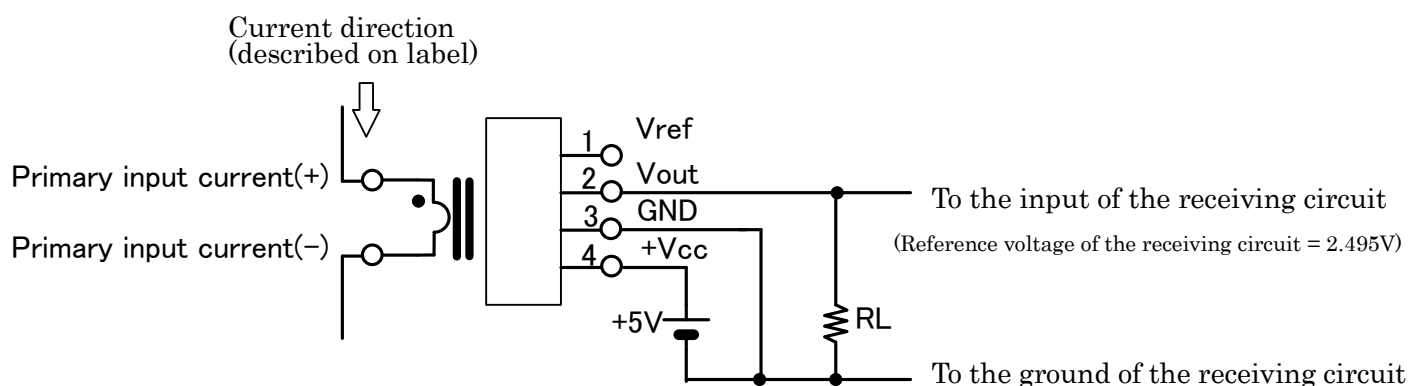 Current direction
(described on label)
Primary input current(+)
Primary input current(-)
1 Vref
2 Vout
3 GND
4 +Vcc
+5V
RL
To the input of the receiving circuit
(Reference voltage of the receiving circuit = 2.495V)
To the ground of the receiving circuit